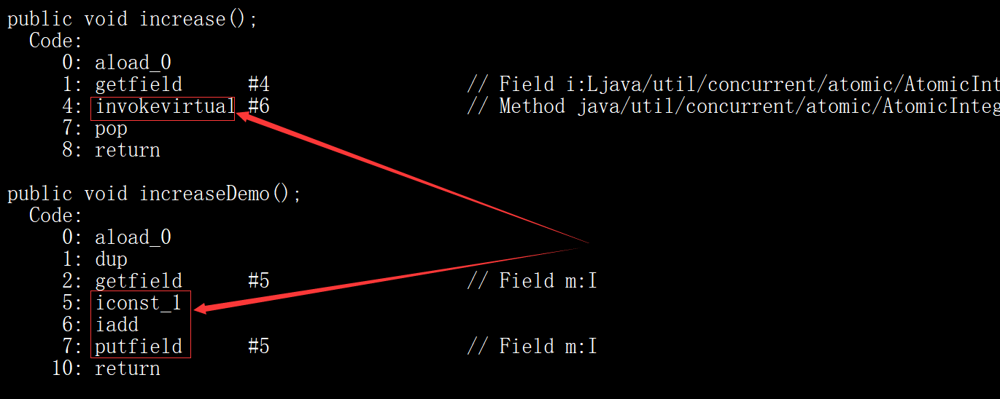 public void increase();
Code:
0: aload_0
1: getfield #4 // Field i:Ljava/util/concurrent/atomic/AtomicInt
4: invokevirtual #6 // Method java/util/concurrent/atomic/AtomicInteg
7: pop
8: return
public void increaseDemo();
Code:
0: aload_0
1: dup
2: getfield #5 // Field m:I
5: iconst_1
6: iadd
7: putfield #5 // Field m:I
10: return